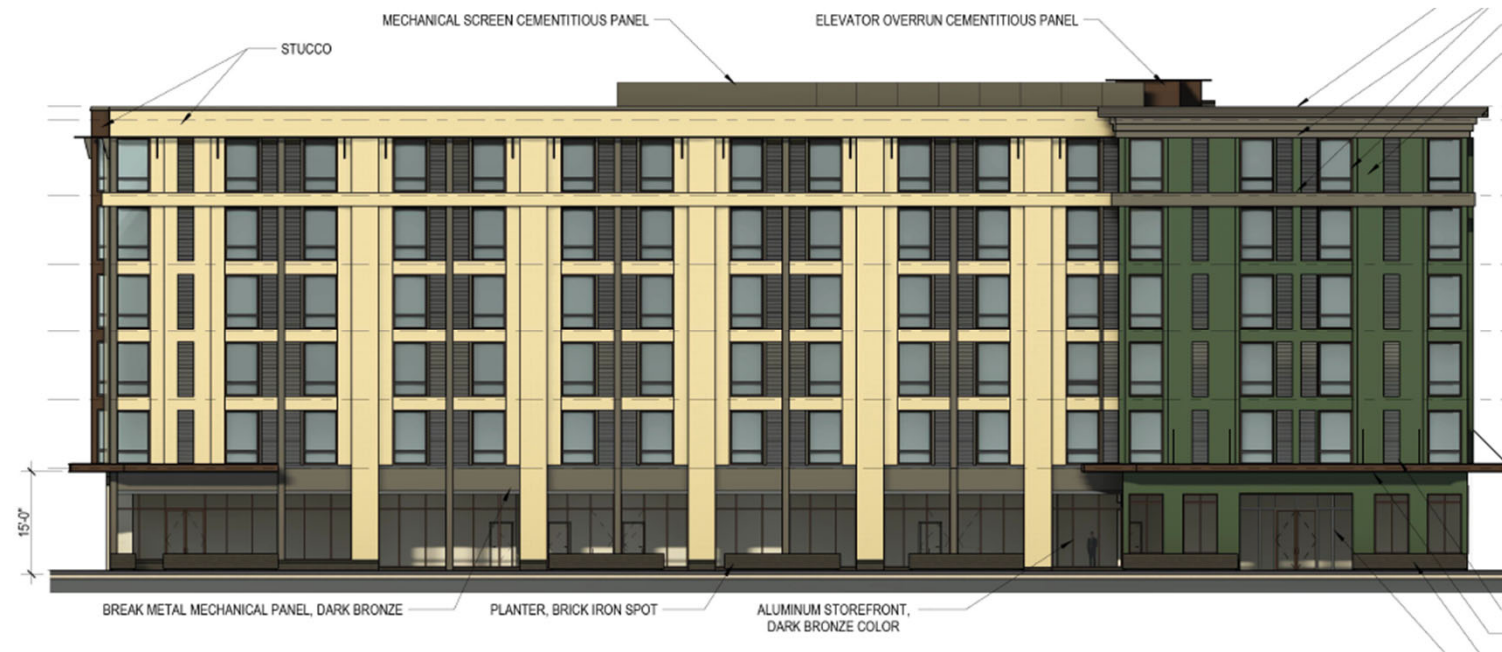 MECHANICAL SCREEN CEMENTITIOUS PANEL
ELEVATOR OVERRUN CEMENTITIOUS PANEL
STUCCO
15'-0"
BREAK METAL MECHANICAL PANEL, DARK BRONZE
PLANTER, BRICK IRON SPOT
ALUMINUM STOREFRONT,
DARK BRONZE COLOR